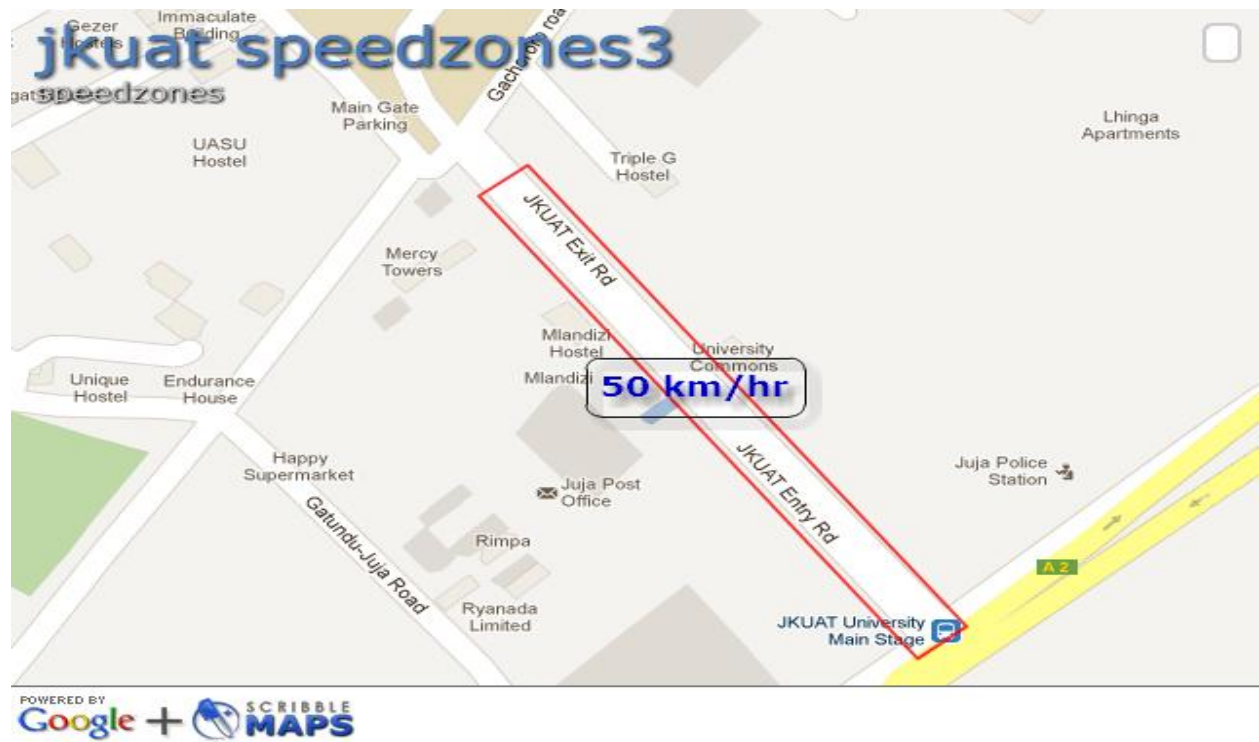 Gezer
Hostels
Immaculate
Building
jkuat speedzones3
speedzones
Gachororo road
Main Gate
Parking
UASU
Hostel
Lhinga
Apartments
Triple G
Hostel
JKUAT Exit Rd
Mercy
Towers
Mlandizi
Hostel
University
Commons
Mlandizi
50 km/hr
Unique
Hostel
Endurance
House
Happy
Supermarket
JKUAT Entry Rd
Juja Police
Station
Juja Post
Office
Gatundu-Juja Road
Rimpa
A 2
Ryanada
Limited
JKUAT University
Main Stage
POWERED BY
Google + SCRIBBLE
MAPS